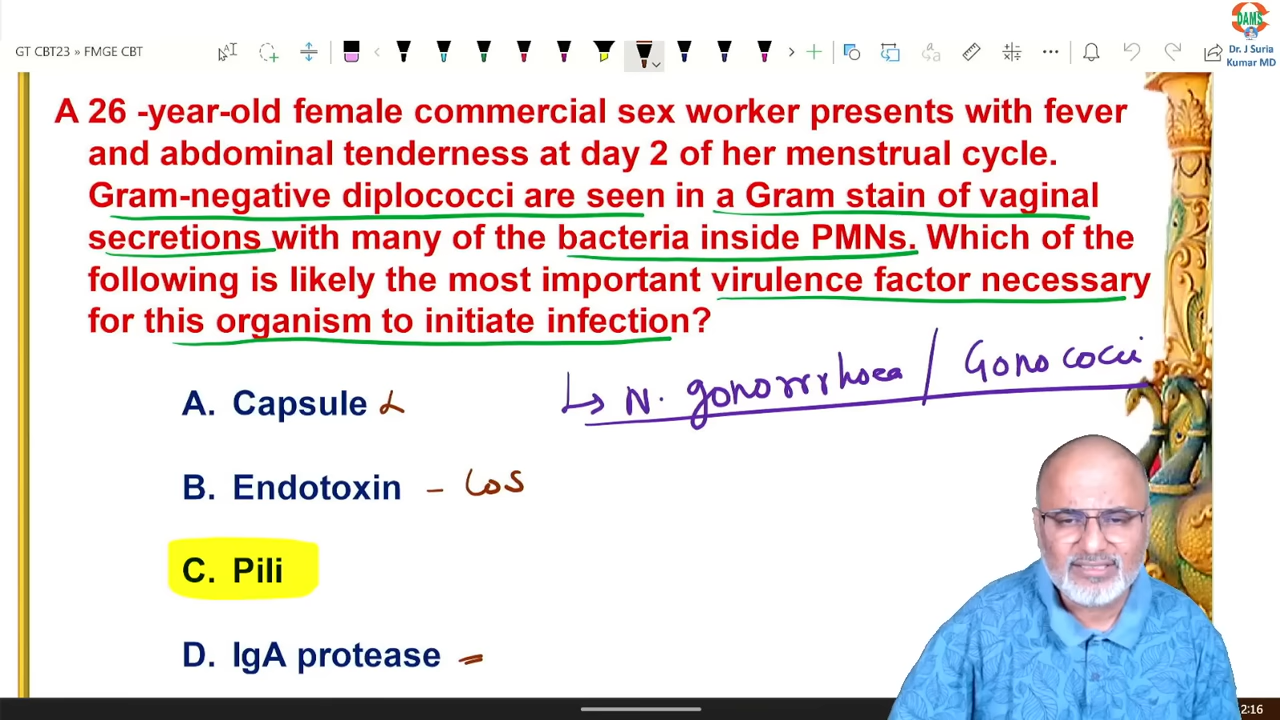 DAMS
GT CBT23 » FMGE CBT
Dr. J Suria
Kumar MD
A 26 -year-old female commercial sex worker presents with fever
and abdominal tenderness at day 2 of her menstrual cycle.
Gram-negative diplococci are seen in a Gram stain of vaginal
secretions with many of the bacteria inside PMNs. Which of the
following is likely the most important virulence factor necessary
for this organism to initiate infection?
↳ N. gonorrrhoea / Gonococci
A. Capsule
B. Endotoxin – LOS
C. Pili
D. IgA protease –
2:16